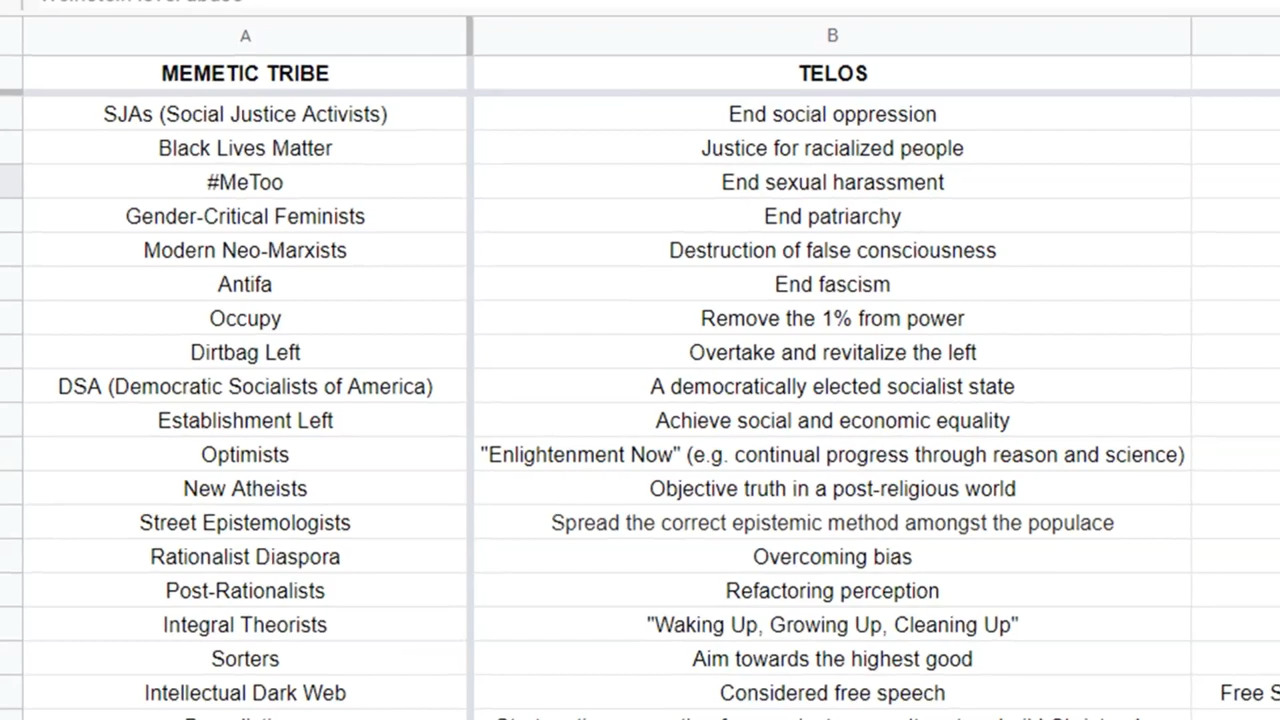 A B
MEMETIC TRIBE TELOS
SJAs (Social Justice Activists) End social oppression
Black Lives Matter Justice for racialized people
#MeToo End sexual harassment
Gender-Critical Feminists End patriarchy
Modern Neo-Marxists Destruction of false consciousness
Antifa End fascism
Occupy Remove the 1% from power
Dirtbag Left Overtake and revitalize the left
DSA (Democratic Socialists of America) A democratically elected socialist state
Establishment Left Achieve social and economic equality
Optimists "Enlightenment Now" (e.g. continual progress through reason and science)
New Atheists Objective truth in a post-religious world
Street Epistemologists Spread the correct epistemic method amongst the populace
Rationalist Diaspora Overcoming bias
Post-Rationalists Refactoring perception
Integral Theorists "Waking Up, Growing Up, Cleaning Up"
Sorters Aim towards the highest good
Intellectual Dark Web Considered free speech Free S